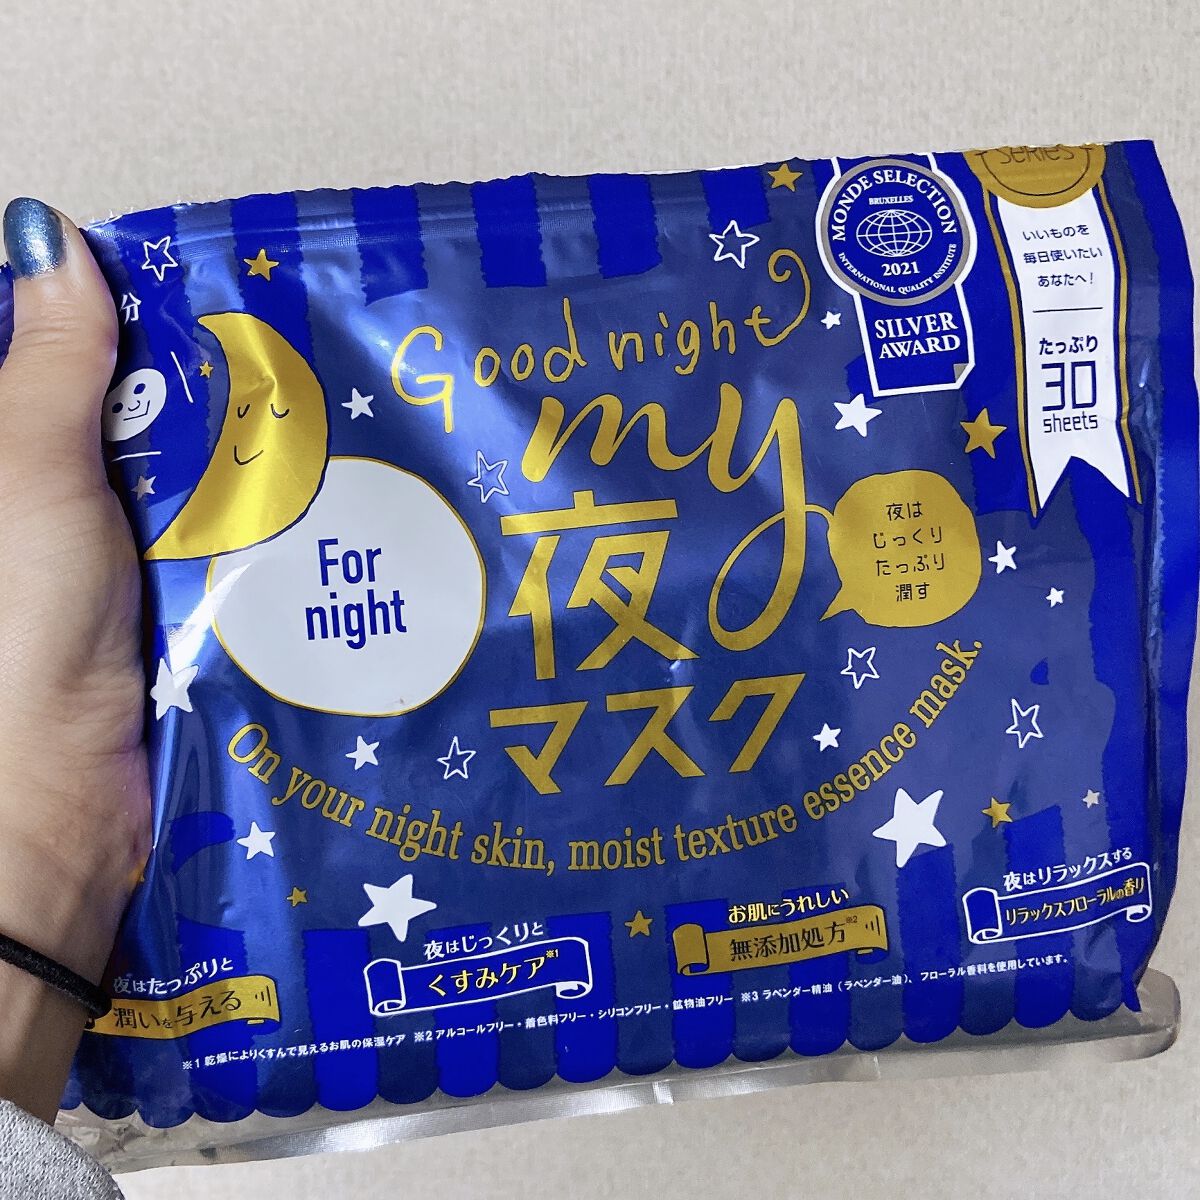 SERIES
いいものを
毎日使いたい
あなたへ!
たっぷり
30
sheets
MONDE SELECTION
BRUXELLES
2021
INTERNATIONAL QUALITY INSTITUTE
SILVER
AWARD
分
Good night
my
夜
マスク
For
night
夜は
じっくり
たっぷり
潤す
On your night skin, moist texture essence mask.
夜はたっぷりと
潤いを与える
夜はじっくりと
くすみケア※1
お肌にうれしい
無添加処方※2
夜はリラックスする
リラックスフローラルの香り
※1 乾燥によりくすんで見えるお肌の保湿ケア ※2 アルコールフリー・着色料フリー・シリコンフリー・鉱物油フリー ※3 ラベンダー精油(ラベンダー油)、フローラル香料を使用しています。